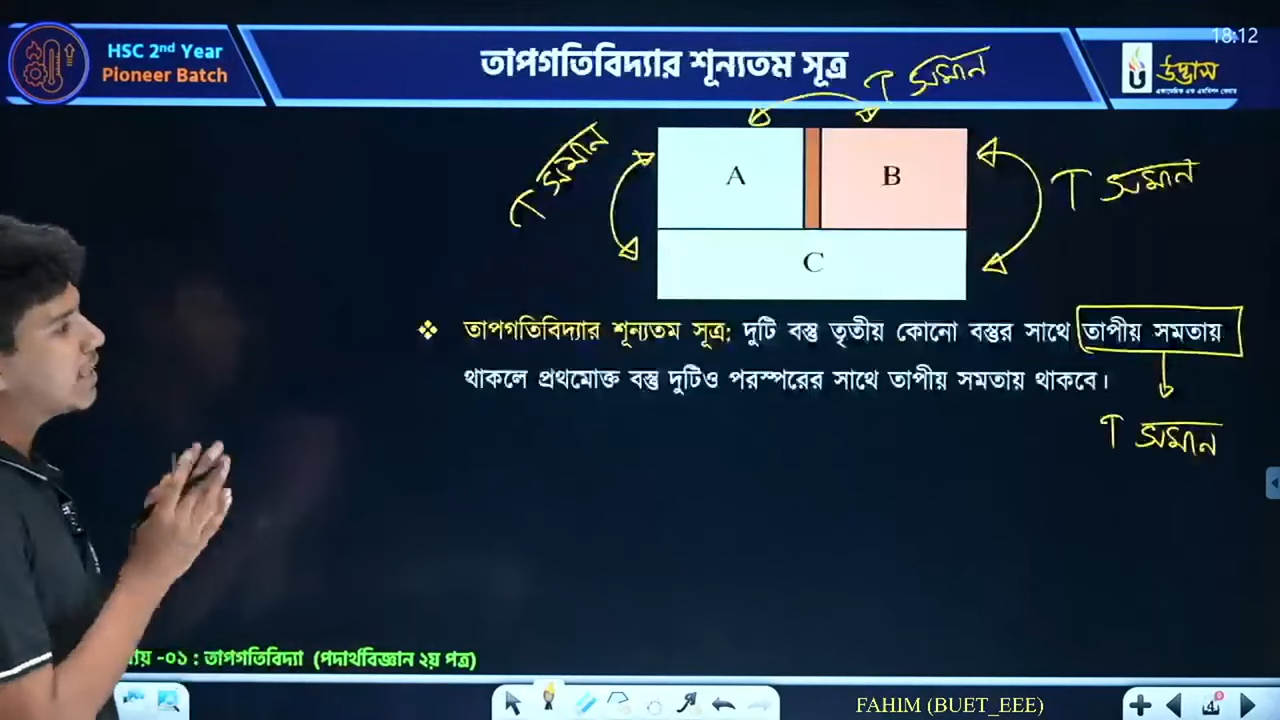 18:12
HSC 2nd Year
Pioneer Batch
তাপগতিবিদ্যার শূন্যতম সূত্র
উদ্ভাস
T সমান
T সমান
A
B
T সমান
C
❖ তাপগতিবিদ্যার শূন্যতম সূত্র: দুটি বস্তু তৃতীয় কোনো বস্তুর সাথে তাপীয় সমতায়
থাকলে প্রথমোক্ত বস্তু দুটিও পরস্পরের সাথে তাপীয় সমতায় থাকবে।
T সমান
-০১ : তাপগতিবিদ্যা (পদার্থবিজ্ঞান ২য় পত্র)
FAHIM (BUET_EEE)
4